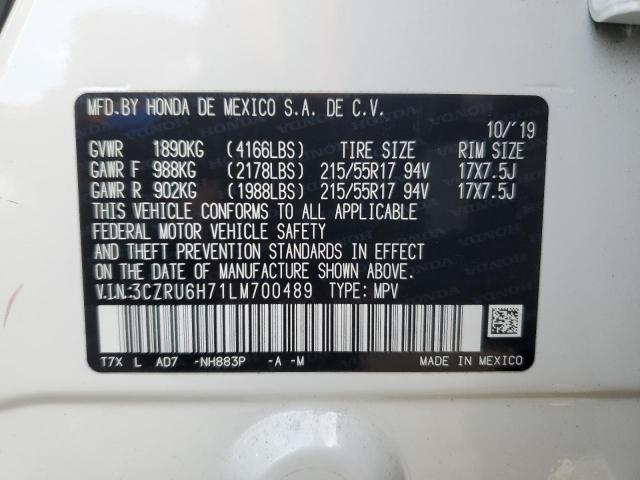 MFD. BY HONDA DE MEXICO S.A. DE C.V.
10/'19
GVWR 1890KG (4166LBS) TIRE SIZE RIM SIZE
GAWR F 988KG (2178LBS) 215/55R17 94V 17X7.5J
GAWR R 902KG (1988LBS) 215/55R17 94V 17X7.5J
THIS VEHICLE CONFORMS TO ALL APPLICABLE
FEDERAL MOTOR VEHICLE SAFETY
AND THEFT PREVENTION STANDARDS IN EFFECT
ON THE DATE OF MANUFACTURE SHOWN ABOVE.
V.I.N:3CZRU6H71LM700489 TYPE: MPV
T7X L AD7 -NH883P -A -M MADE IN MEXICO